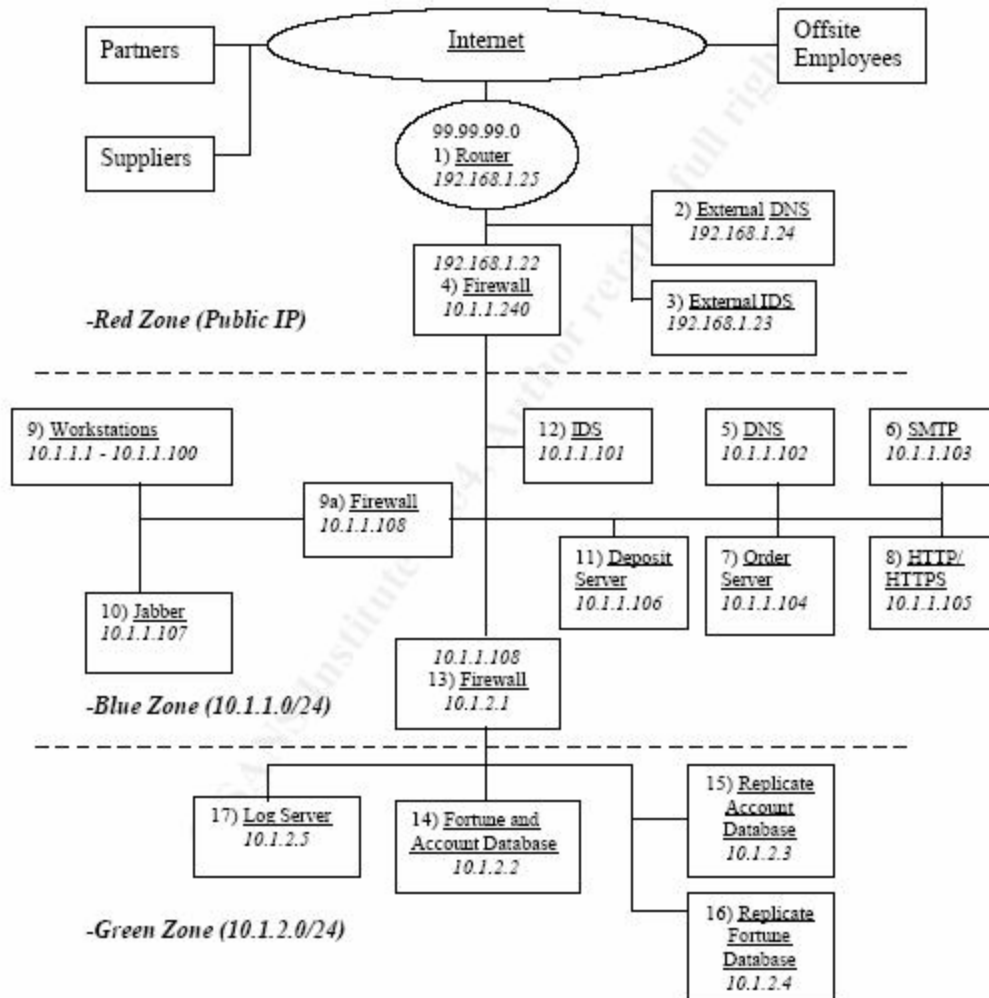 Partners
Internet
Offsite
Employees
Suppliers
99.99.99.0
1) Router
192.168.1.25
2) External DNS
192.168.1.24
192.168.1.22
4) Firewall
10.1.1.240
3) External IDS
192.168.1.23
-Red Zone (Public IP)
9) Workstations
10.1.1.1 - 10.1.1.100
12) IDS
10.1.1.101
5) DNS
10.1.1.102
6) SMTP
10.1.1.103
9a) Firewall
10.1.1.108
11) Deposit
Server
10.1.1.106
7) Order
Server
10.1.1.104
8) HTTP/
HTTPS
10.1.1.105
10) Jabber
10.1.1.107
10.1.1.108
13) Firewall
10.1.2.1
-Blue Zone (10.1.1.0/24)
17) Log Server
10.1.2.5
14) Fortune and
Account Database
10.1.2.2
15) Replicate
Account
Database
10.1.2.3
16) Replicate
Fortune
Database
10.1.2.4
-Green Zone (10.1.2.0/24)
SANS Institute
Author retains full